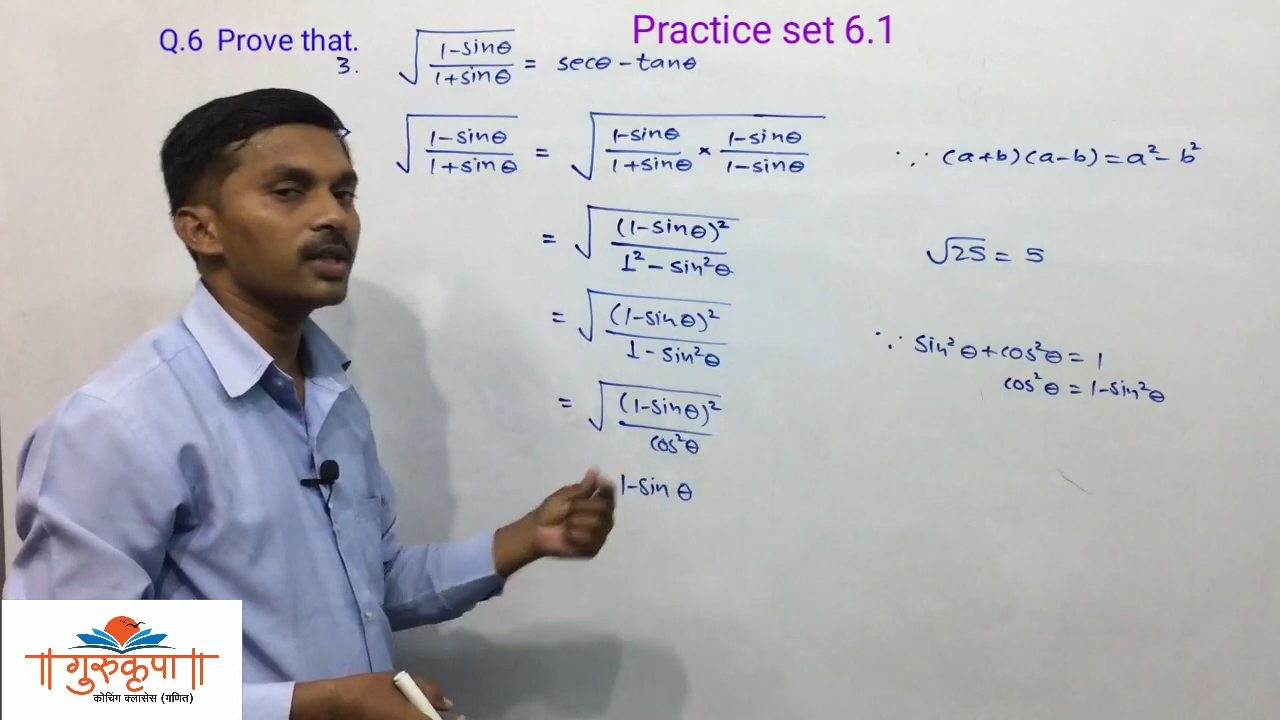 Practice set 6.1
Q.6 Prove that.
3. √((1-sinθ)/(1+sinθ)) = secθ - tanθ
√((1-sinθ)/(1+sinθ)) = √((1-sinθ)/(1+sinθ) × (1-sinθ)/(1-sinθ)) ∵ (a+b)(a-b) = a² - b²
= √((1-sinθ)²/(1² - sin²θ)) √25 = 5
= √((1-sinθ)²/(1 - sin²θ)) ∵ sin²θ + cos²θ = 1
cos²θ = 1-sin²θ
= √((1-sinθ)²/cos²θ)
1-sin θ
॥ गुरुकृपा ॥
कोचिंग क्लासेस (गणित)